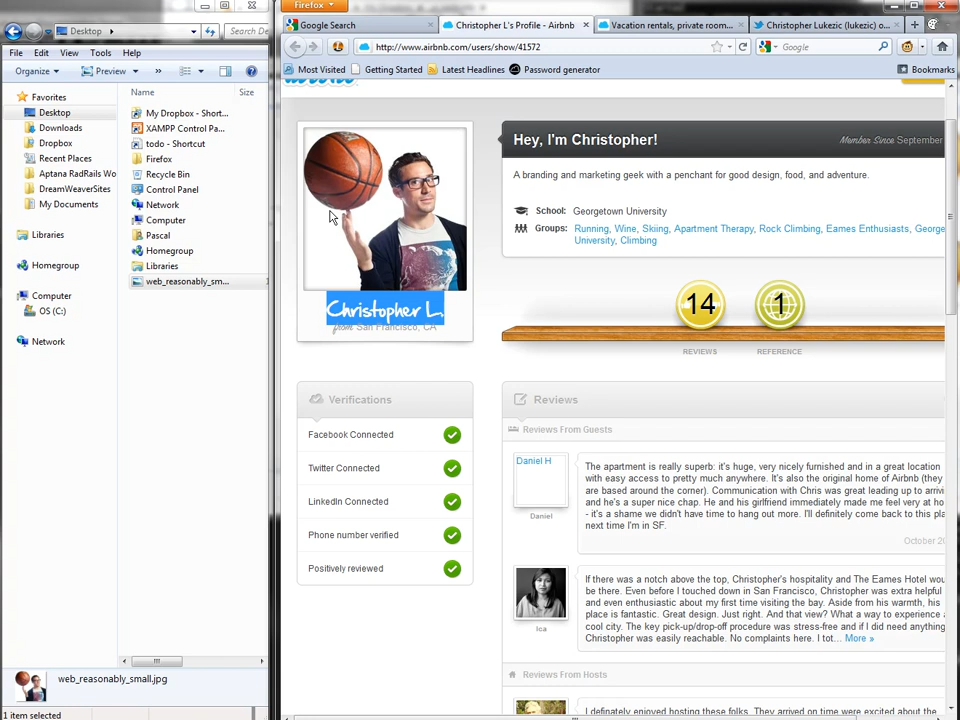 Firefox
Desktop
Search De
Google Search
Christopher L's Profile - Airbnb
Vacation rentals, private room...
Christopher Lukezic (lukezic) o...
File Edit View Tools Help
http://www.airbnb.com/users/show/41572
Google
Organize Preview »
Most Visited Getting Started Latest Headlines Password generator Bookmarks
Favorites
Desktop
Downloads
Dropbox
Recent Places
Aptana RadRails Wo
DreamWeaverSites
My Documents
Libraries
Homegroup
Computer
OS (C:)
Network
Name Size
My Dropbox - Short...
XAMPP Control Pa...
todo - Shortcut
Firefox
Recycle Bin
Control Panel
Network
Computer
Pascal
Homegroup
Libraries
web_reasonably_sm...
web_reasonably_small.jpg
1 item selected
Christopher L.
from San Francisco, CA
Hey, I'm Christopher!
Member Since September
A branding and marketing geek with a penchant for good design, food, and adventure.
School: Georgetown University
Groups: Running, Wine, Skiing, Apartment Therapy, Rock Climbing, Eames Enthusiasts, George
University, Climbing
14 1
REVIEWS REFERENCE
Verifications
Facebook Connected
Twitter Connected
LinkedIn Connected
Phone number verified
Positively reviewed
Reviews
Reviews From Guests
Daniel H
Daniel
The apartment is really superb: it's huge, very nicely furnished and in a great location
with easy access to pretty much anywhere. It's also the original home of Airbnb (they
are based around the corner). Communication with Chris was great leading up to arrivi
and he's a super nice chap. He and his girlfriend immediately made me feel very at ho
- it's a shame we didn't have time to hang out more. I'll definitely come back to this pla
next time I'm in SF.
October 20
Ica
If there was a notch above the top, Christopher's hospitality and The Eames Hotel wou
be there. Even before I touched down in San Francisco, Christopher was extra helpful
and even enthusiastic about my first time visiting the bay. Aside from his warmth, his
place is fantastic. Great design. Just right. And that view? What a way to experience a
cool city. The key pick-up/drop-off procedure was stress-free and if I did need anything
Christopher was easily reachable. No complaints here. I tot... More »
Reviews From Hosts
I definately enjoyed hosting these folks. They arrived on time were excited about the